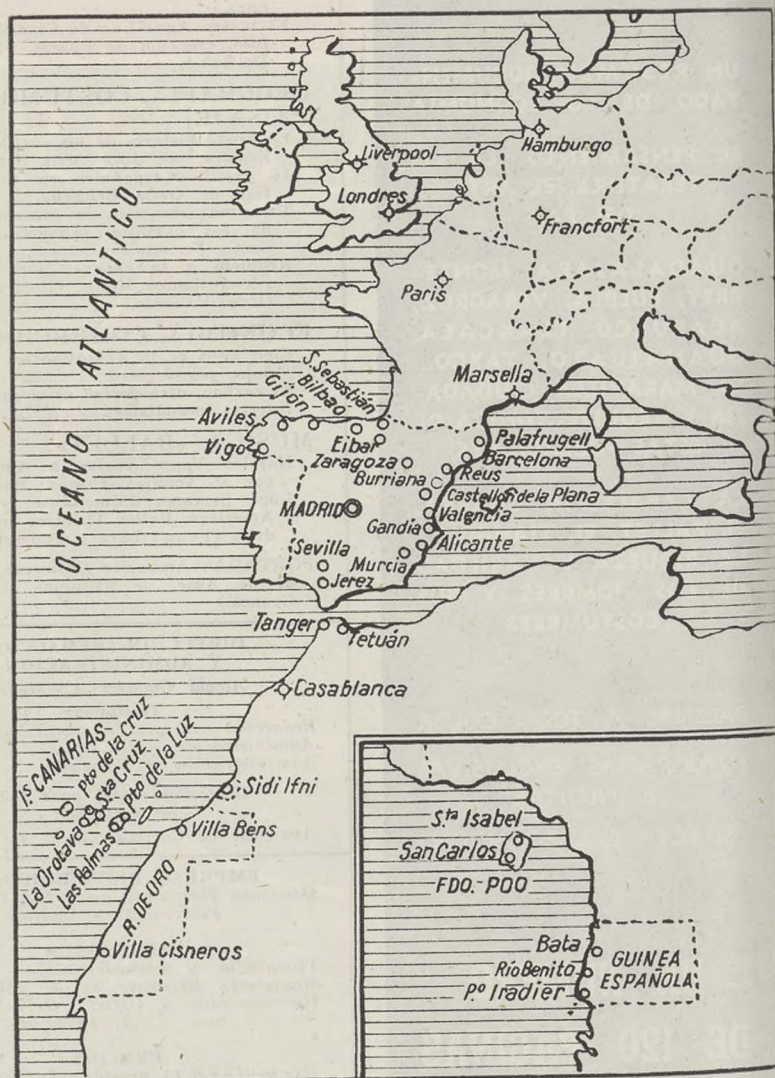 Liverpool
Hamburgo
Londres
Francfort
OCEANO ATLANTICO
Paris
Marsella
S. Sebastián
Bilbao
Gijón
Aviles
Vigo
Eibar
Palafrugell
Zaragoza
Barcelona
Burriana
Reus
Castellon de la Plana
MADRID
Valencia
Gandía
Alicante
Sevilla
Murcia
Jerez
Tanger
Tetuán
Casablanca
Iˢ CANARIAS
Pto de la Cruz
Sta Cruz
Pto de la Luz
La Orotava
Las Palmas
Sidi Ifni
Villa Bens
R. DE ORO
Villa Cisneros
Sta Isabel
San Carlos
FDO. POO
Bata
Río Benito
P.º Iradier
GUINEA
ESPAÑOLA